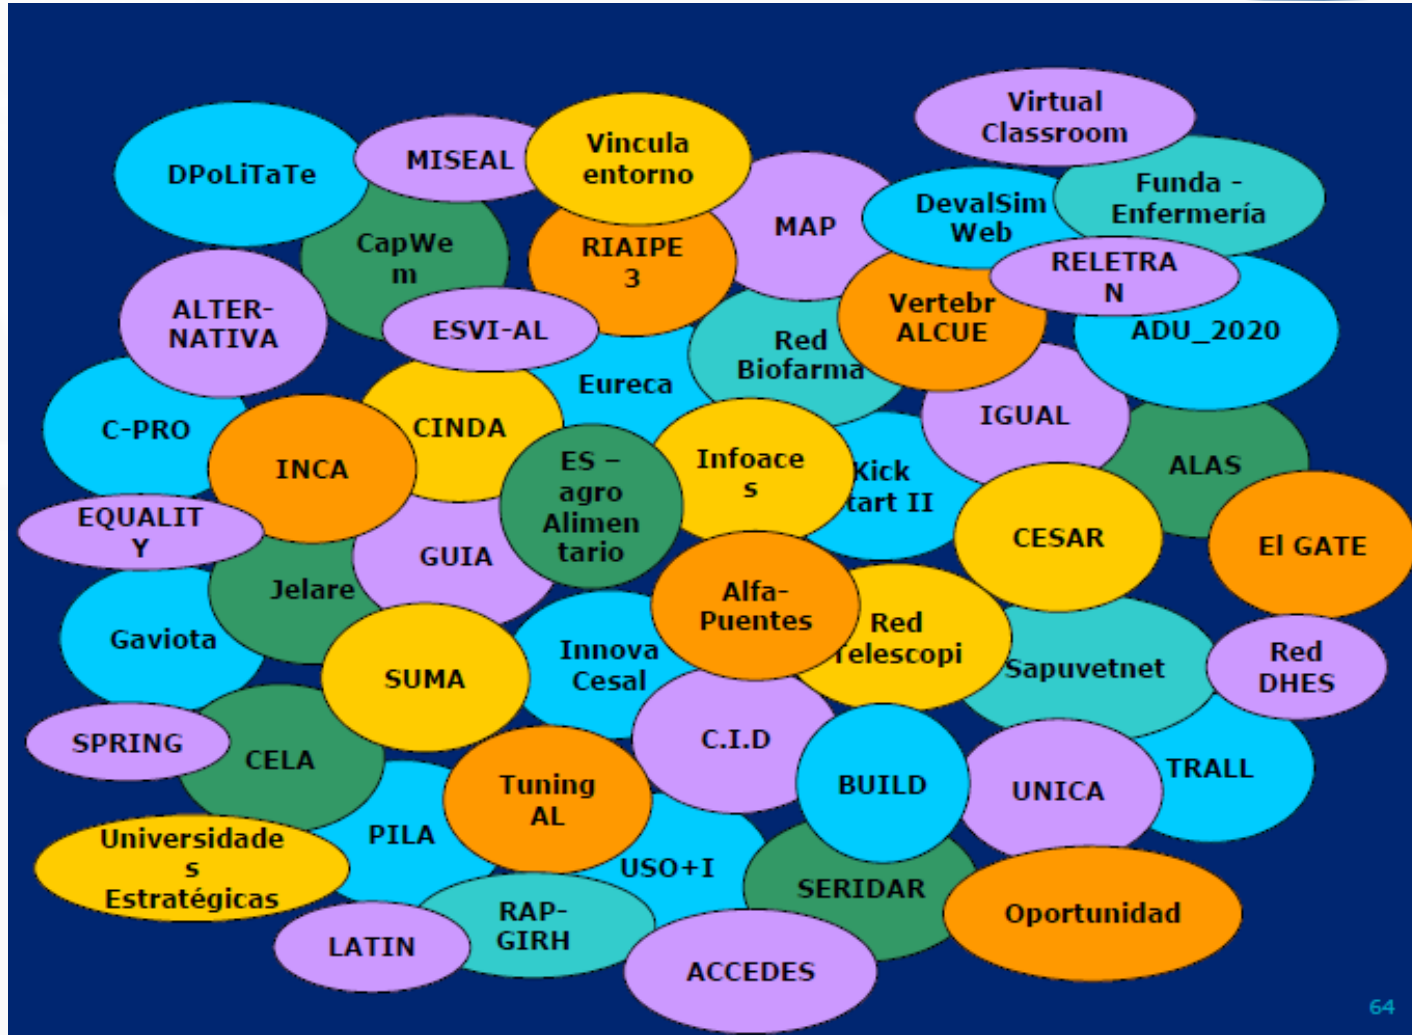 Virtual
Classroom
DPoLiTaTe
MISEAL
Vincula
entorno
MAP
DevalSim
Web
Funda -
Enfermería
CapWe
m
RIAIPE
3
RELETRA
N
ALTER-
NATIVA
ESVI-AL
Vertebr
ALCUE
ADU_2020
Red
Biofarma
Eureca
C-PRO
CINDA
IGUAL
INCA
ES –
agro
Alimen
tario
Infoace
s
Kick
tart II
ALAS
EQUALIT
Y
GUIA
CESAR
El GATE
Jelare
Alfa-
Puentes
Gaviota
SUMA
Innova
Cesal
Red
Telescopi
Sapuvetnet
Red
DHES
SPRING
CELA
C.I.D
TRALL
Tuning
AL
BUILD
UNICA
Universidade
s
Estratégicas
PILA
USO+I
SERIDAR
Oportunidad
LATIN
RAP-
GIRH
ACCEDES
64